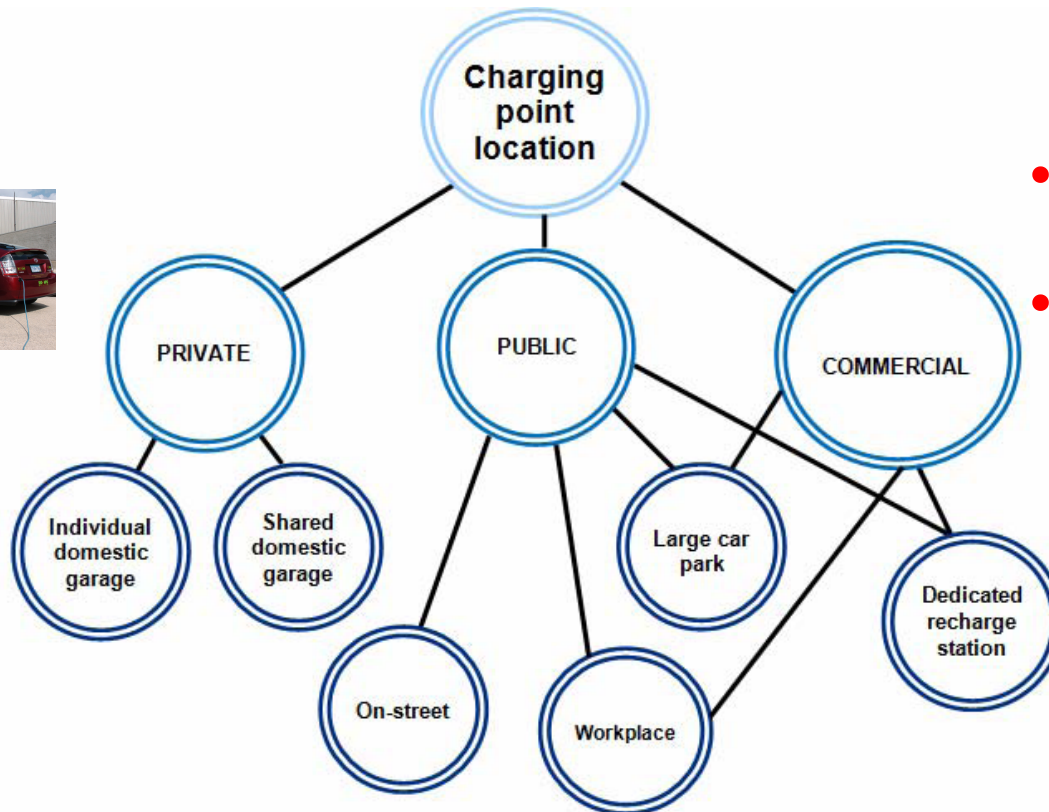 Charging
point
location
PRIVATE
PUBLIC
COMMERCIAL
Individual
domestic
garage
Shared
domestic
garage
Large car
park
Dedicated
recharge
station
On-street
Workplace